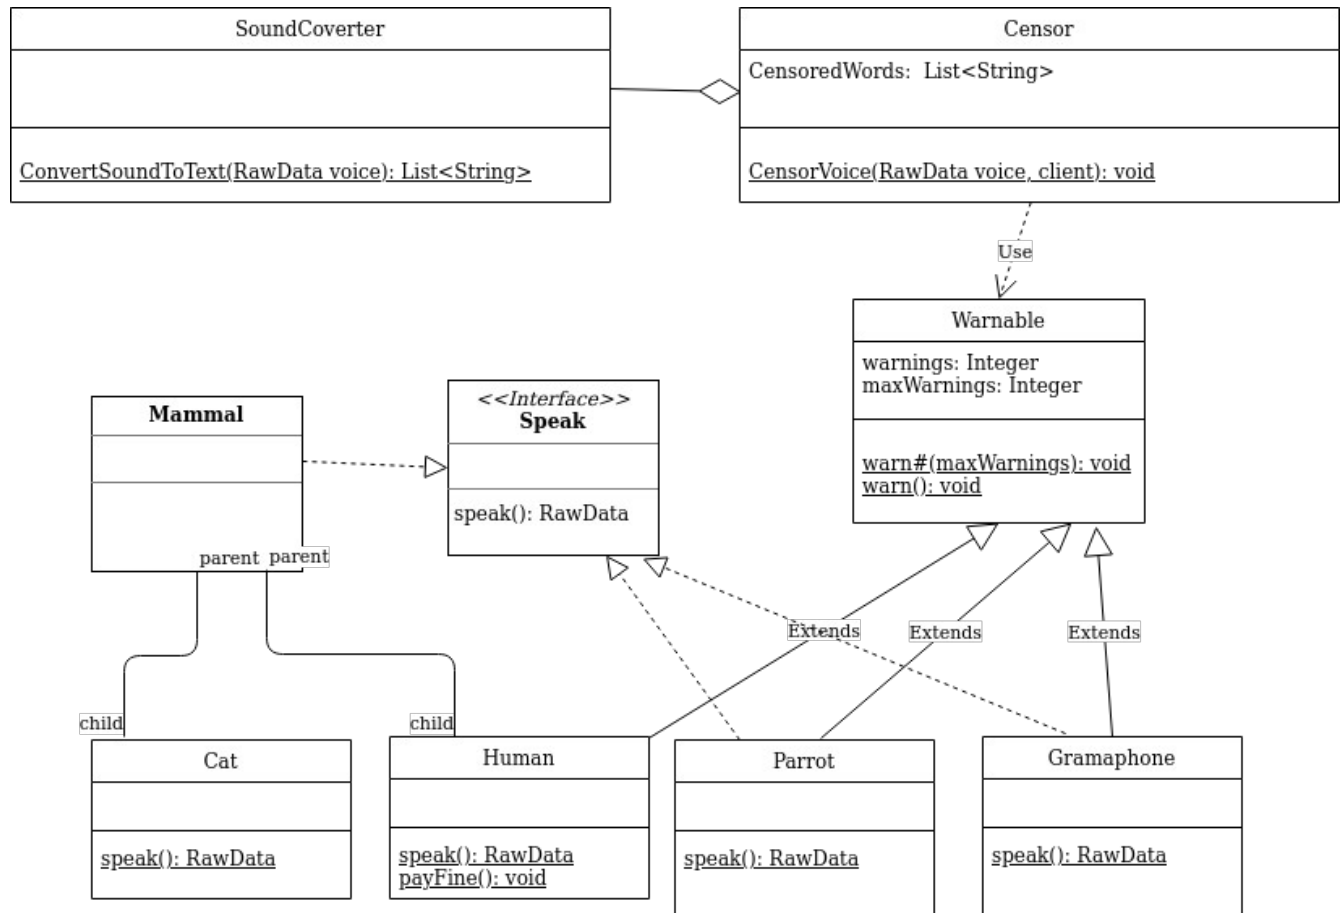 SoundCoverter
ConvertSoundToText(RawData voice): List<String>
Censor
CensoredWords:  List<String>
CensorVoice(RawData voice, client): void
Use
Warnable
warnings: Integer
maxWarnings: Integer
warn#(maxWarnings): void
warn(): void
<<Interface>>
Speak
speak(): RawData
Mammal
parent
parent
Extends
Extends
Extends
child
child
Cat
speak(): RawData
Human
speak(): RawData
payFine(): void
Parrot
speak(): RawData
Gramaphone
speak(): RawData